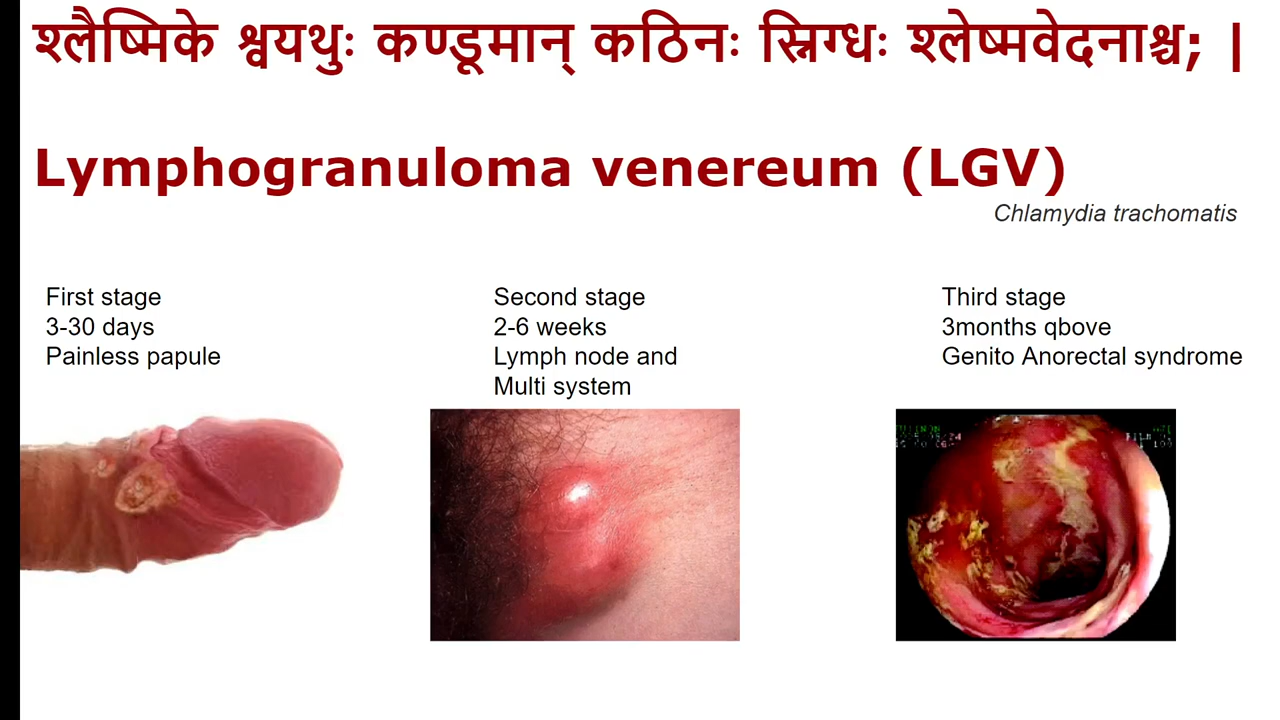 श्लैष्मिके श्वयथुः कण्डूमान् कठिनः स्निग्धः श्लेष्मवेदनाश्च; |
Lymphogranuloma venereum (LGV)
Chlamydia trachomatis
First stage
3-30 days
Painless papule
Second stage
2-6 weeks
Lymph node and
Multi system
Third stage
3months qbove
Genito Anorectal syndrome